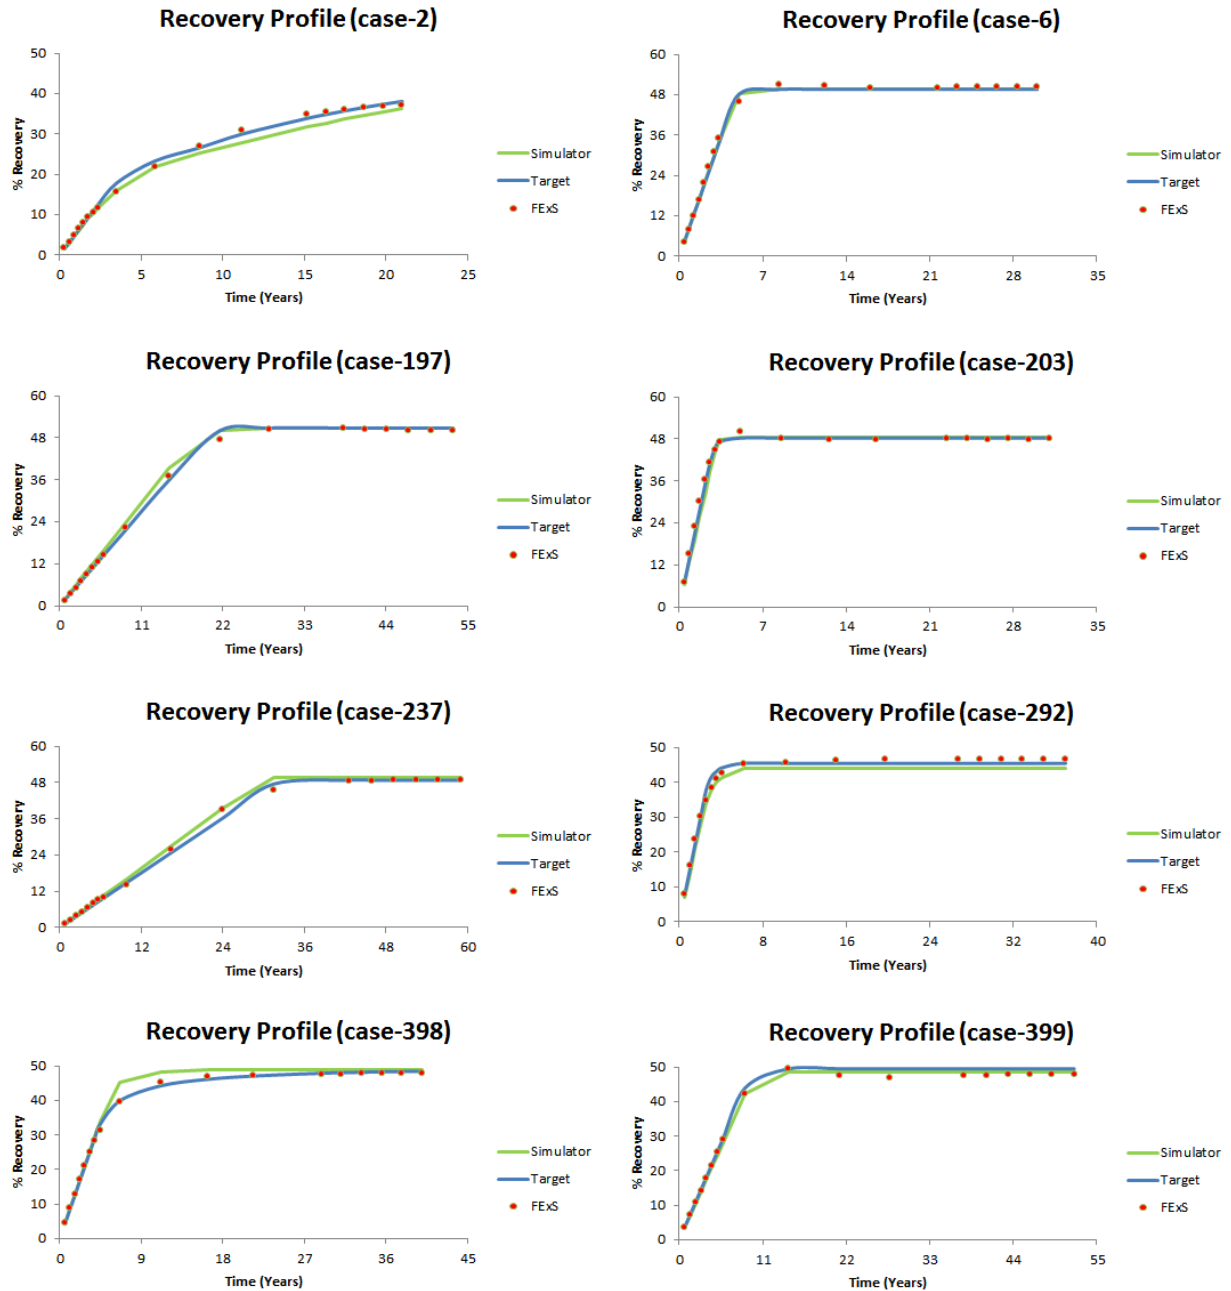 Recovery Profile (case-2)
50
40
30
20
10
0
% Recovery
0 5 10 15 20 25
Time (Years)
Simulator
Target
FExS
Recovery Profile (case-6)
60
48
36
24
12
0
% Recovery
0 7 14 21 28 35
Time (Years)
Simulator
Target
FExS
Recovery Profile (case-197)
60
48
36
24
12
0
% Recovery
0 11 22 33 44 55
Time (Years)
Simulator
Target
FExS
Recovery Profile (case-203)
60
48
36
24
12
0
% Recovery
0 7 14 21 28 35
Time (Years)
Simulator
Target
FExS
Recovery Profile (case-237)
60
48
36
24
12
0
% Recovery
0 12 24 36 48 60
Time (Years)
Simulator
Target
FExS
Recovery Profile (case-292)
50
40
30
20
10
0
% Recovery
0 8 16 24 32 40
Time (Years)
Simulator
Target
FExS
Recovery Profile (case-398)
50
40
30
20
10
0
% Recovery
0 9 18 27 36 45
Time (Years)
Simulator
Target
FExS
Recovery Profile (case-399)
50
40
30
20
10
0
% Recovery
0 11 22 33 44 55
Time (Years)
Simulator
Target
FExS